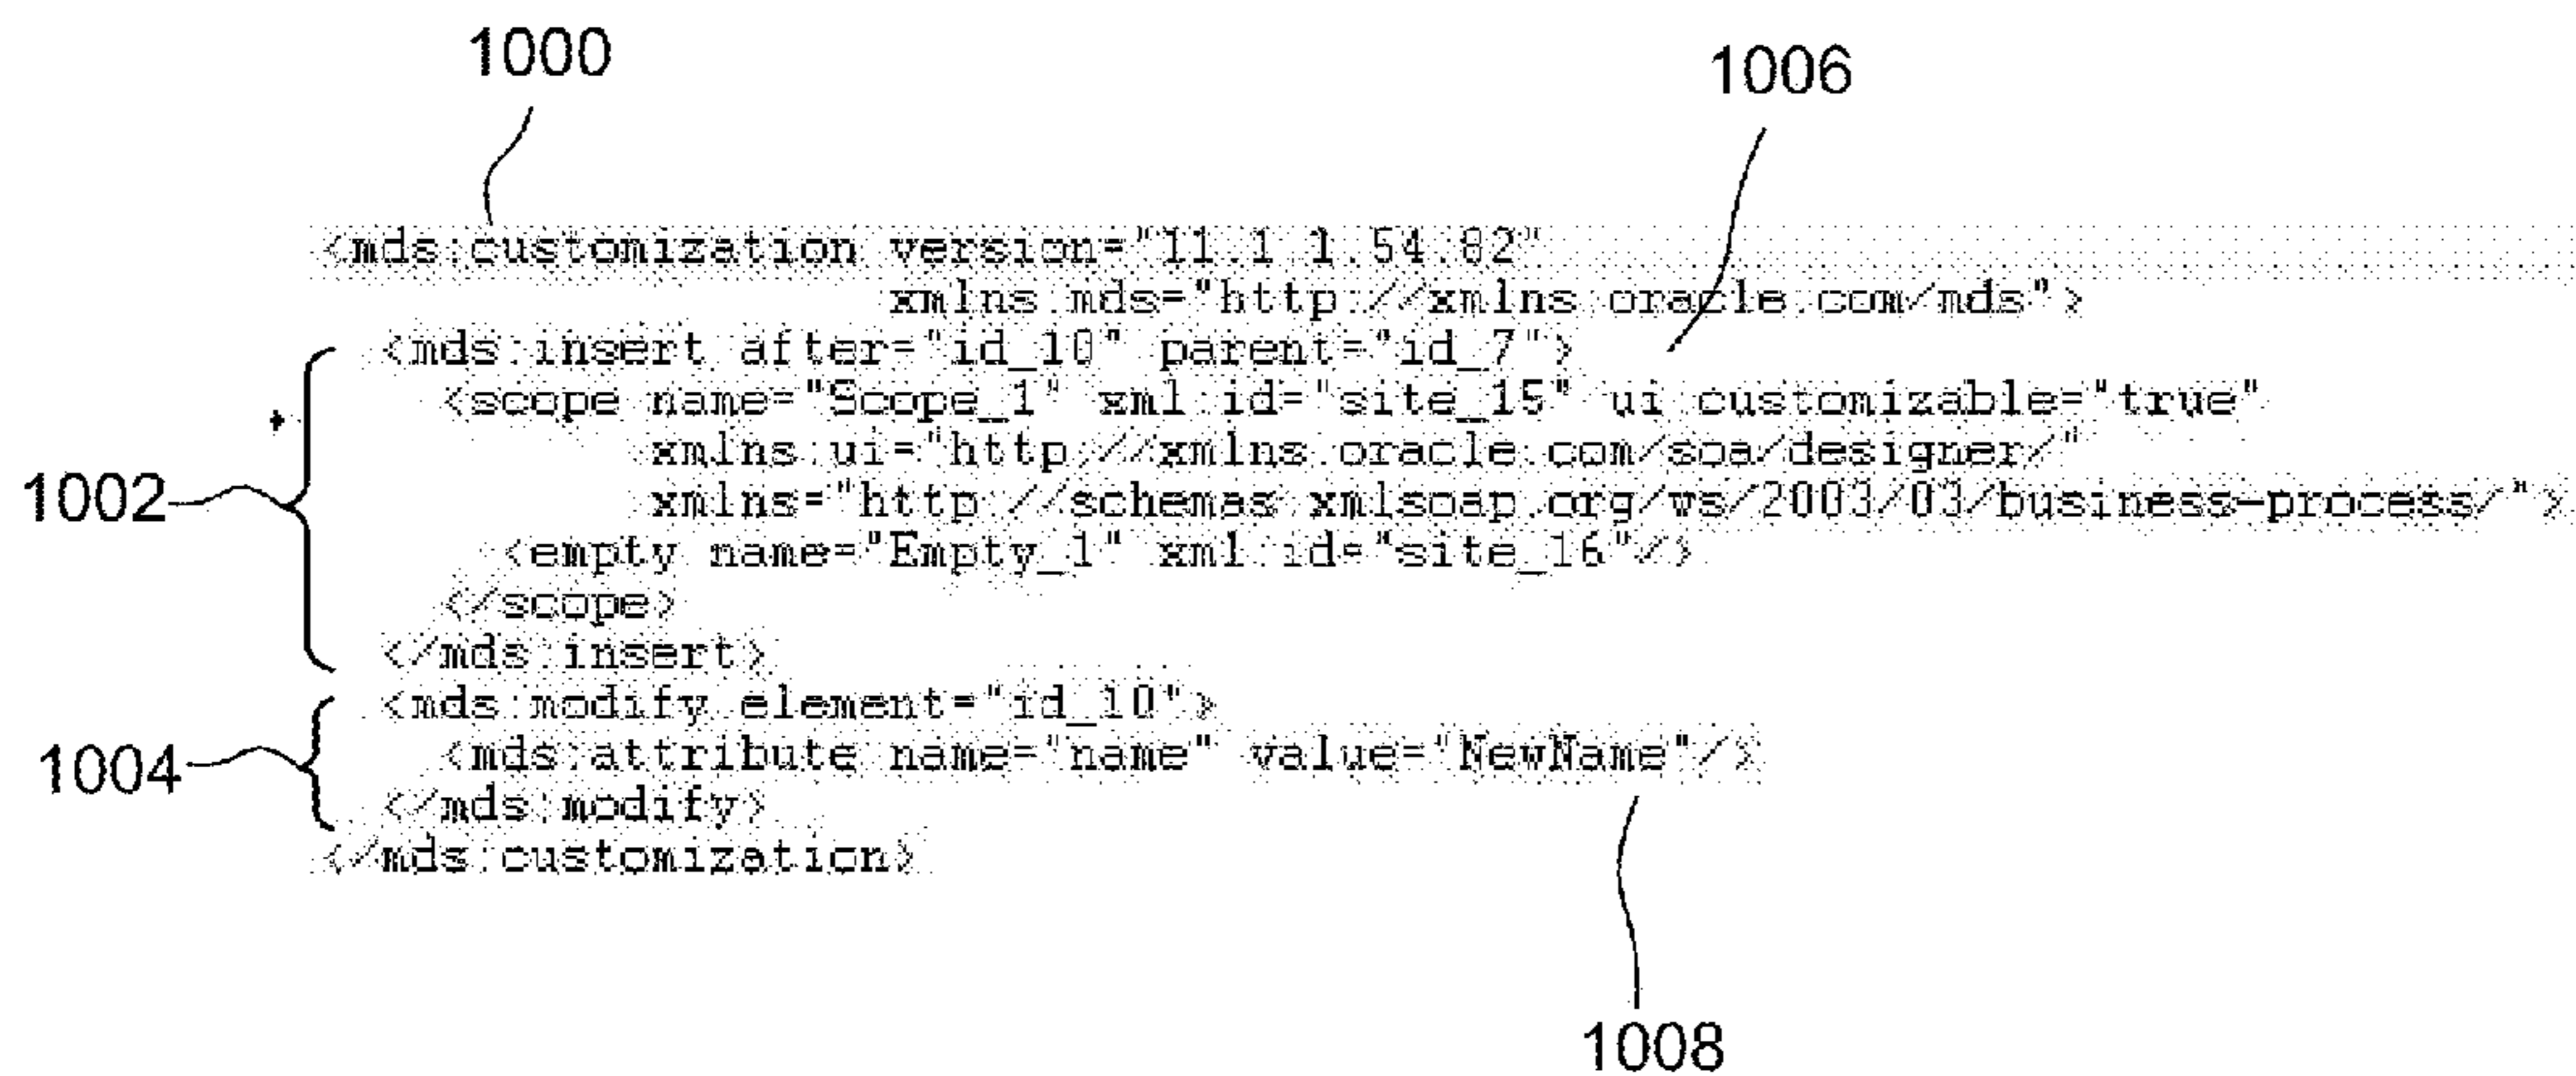 1000
1006
<mds:customization version="11.1.1.54.82"
xmlns:mds="http://xmlns.oracle.com/mds">
<mds:insert after="id_10" parent="id_7">
<scope name="Scope_1" xml:id="site_15" ui:customizable="true"
xmlns:ui="http://xmlns.oracle.com/soa/designer/"
1002
xmlns="http://schemas.xmlsoap.org/ws/2003/03/business-process/">
<empty name="Empty_1" xml:id="site_16"/>
</scope>
</mds:insert>
<mds:modify element="id_10">
1004
<mds:attribute name="name" value="NewName"/>
</mds:modify>
</mds:customization>
1008